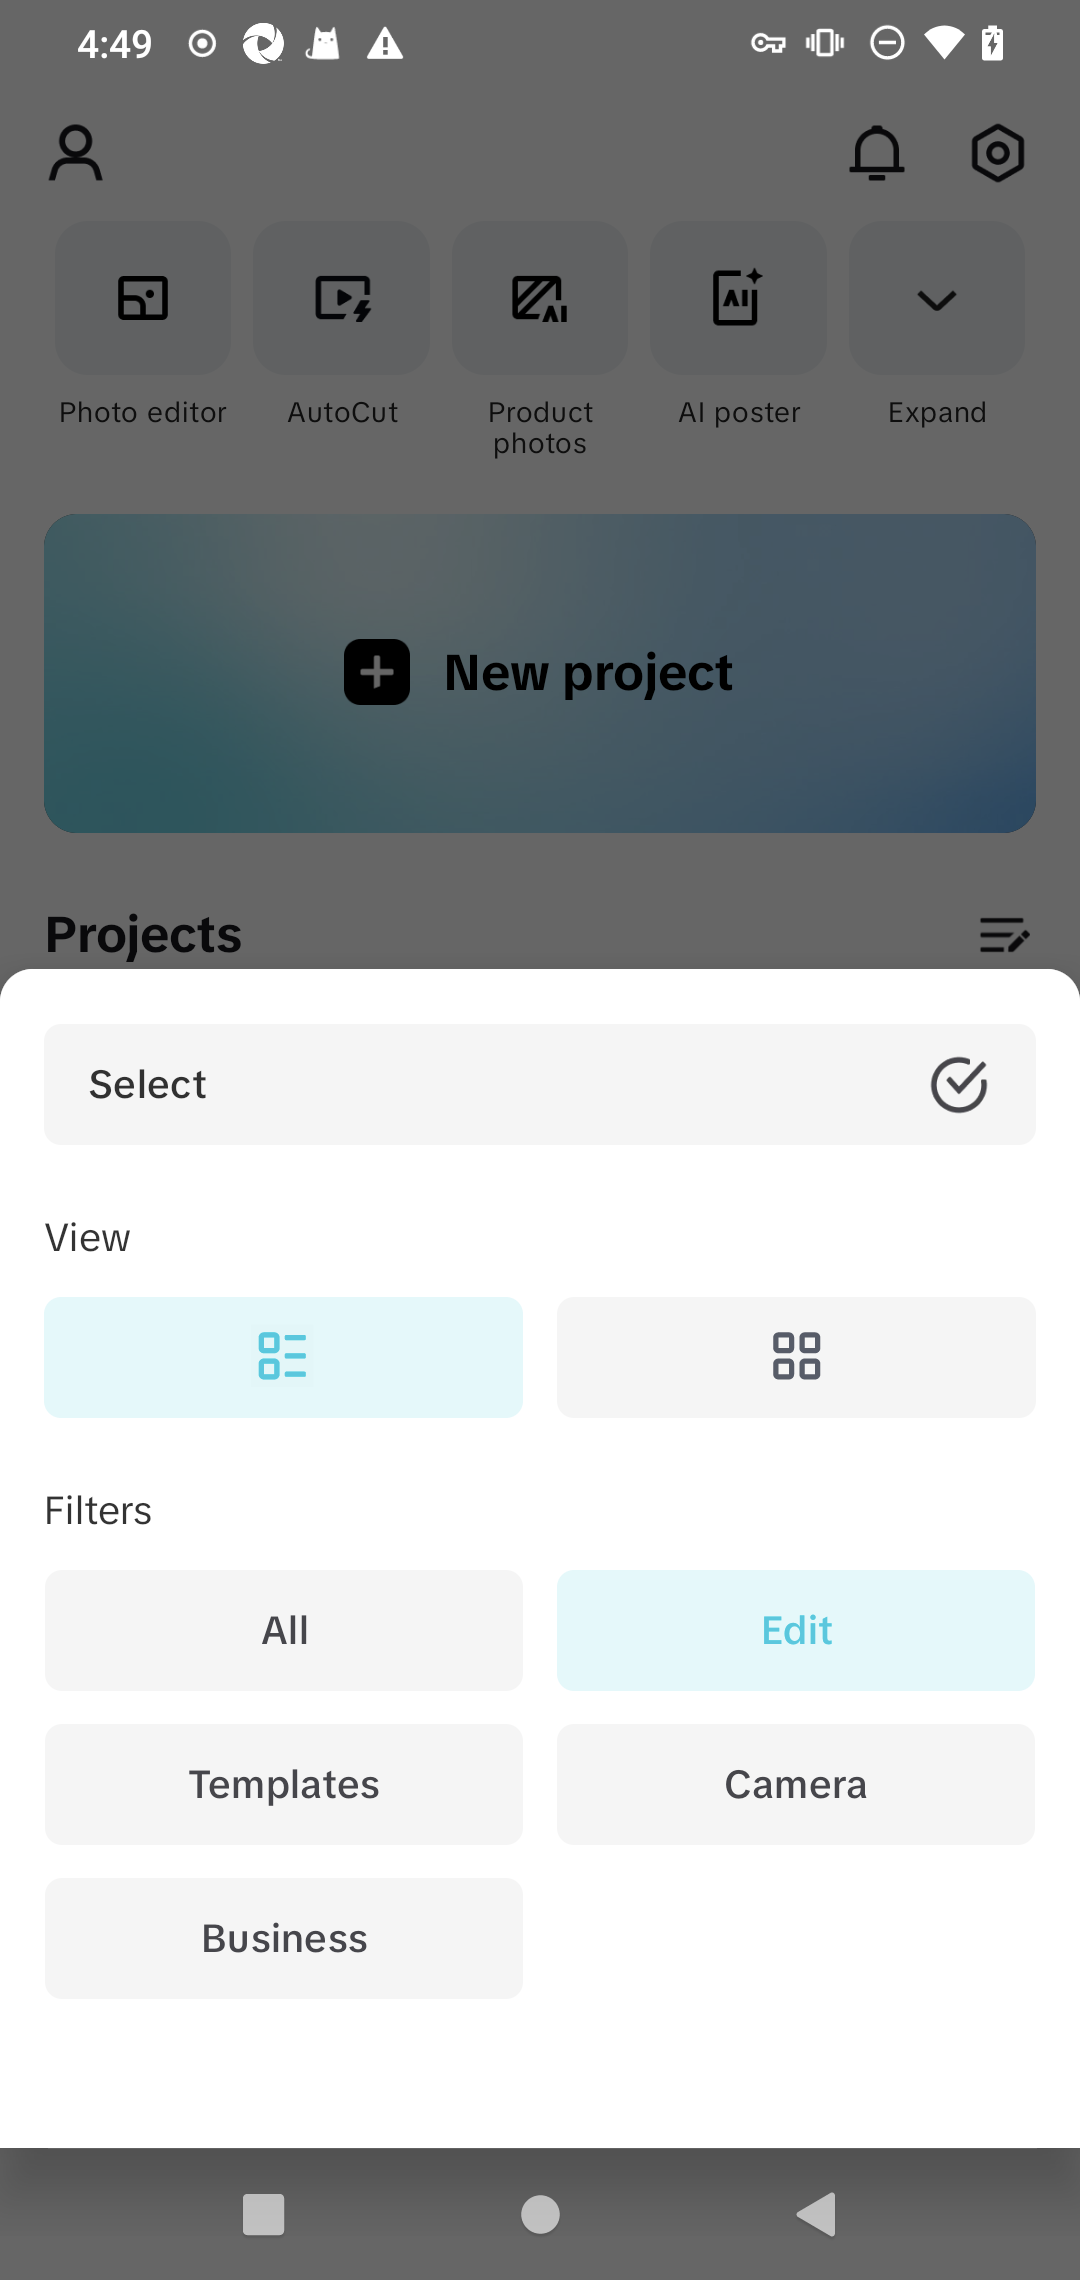 4:49
Photo editor
AutoCut
Product
photos
AI poster
Expand
New project
Projects
Select
View
Filters
All
Edit
Templates
Camera
Business